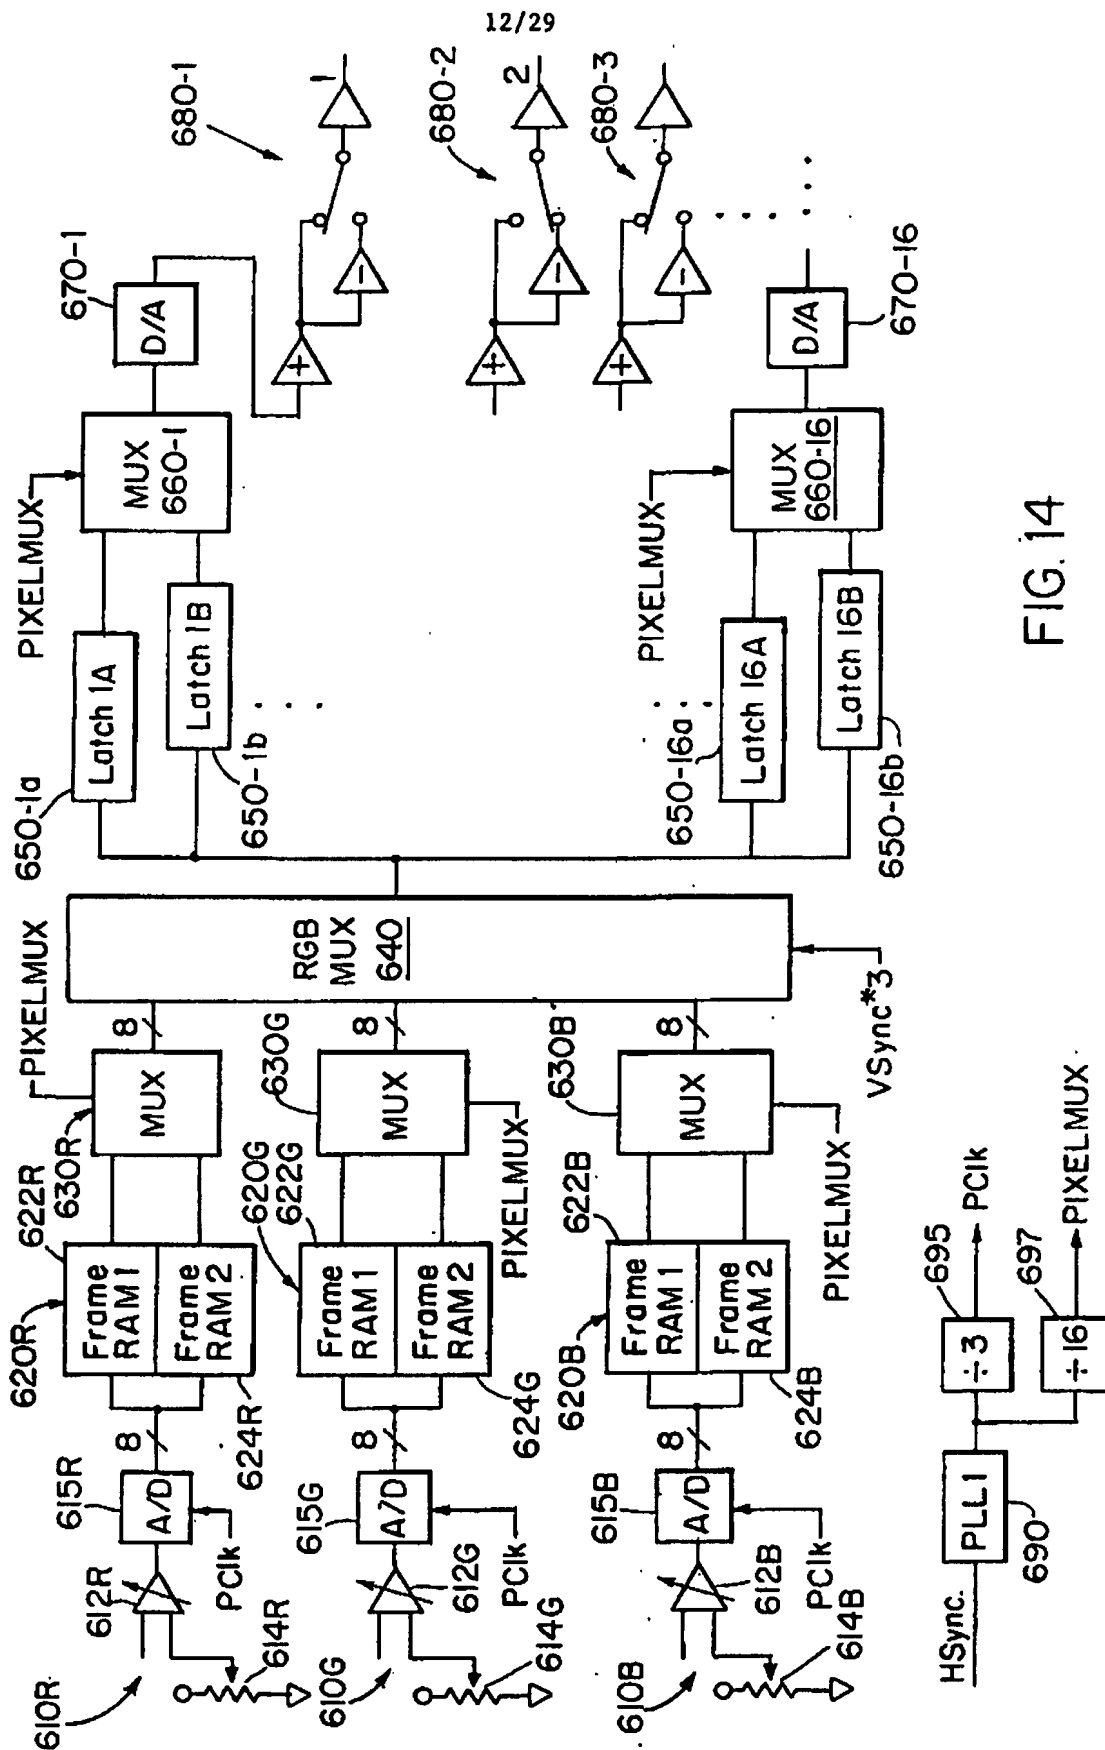 12/29
610R
612R
614R
615R
A/D
PClk
8
620R
622R
Frame
RAM 1
Frame
RAM 2
624R
630R
PIXELMUX
MUX
8
610G
612G
614G
615G
A/D
PClk
8
620G
622G
Frame
RAM 1
Frame
RAM 2
624G
630G
MUX
PIXELMUX
8
610B
612B
614B
615B
A/D
PClk
8
620B
622B
Frame
RAM 1
Frame
RAM 2
624B
630B
MUX
PIXELMUX
8
RGB
MUX
640
VSync*3
650-1a
Latch 1A
Latch 1B
650-1b
PIXELMUX
MUX
660-1
670-1
D/A
650-16a
Latch 16A
Latch 16B
650-16b
PIXELMUX
MUX
660-16
D/A
670-16
680-1
+
−
1
680-2
+
−
2
680-3
+
−
HSync.
PLL1
690
÷3
695
PClk
÷16
697
PIXELMUX
FIG. 14